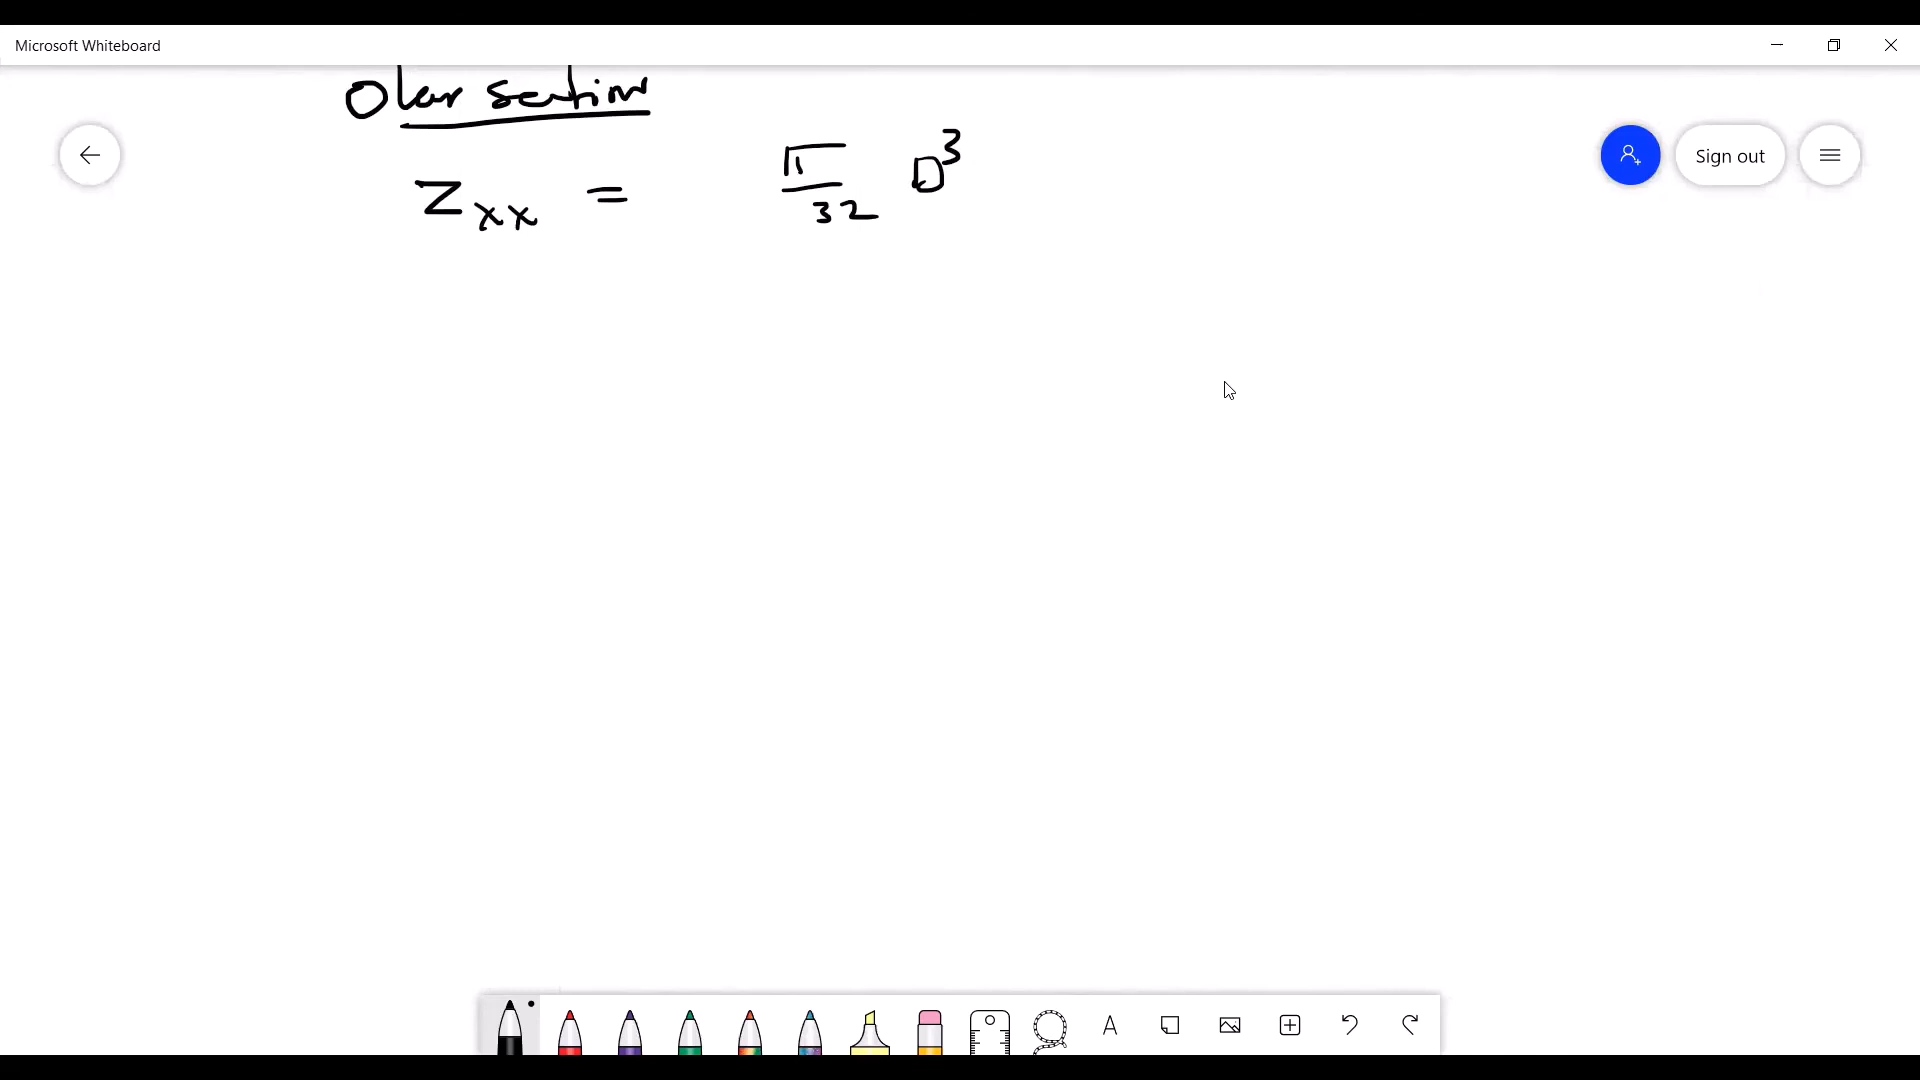 Microsoft Whiteboard
Olar section
Sign out
Zxx = π/32 D³